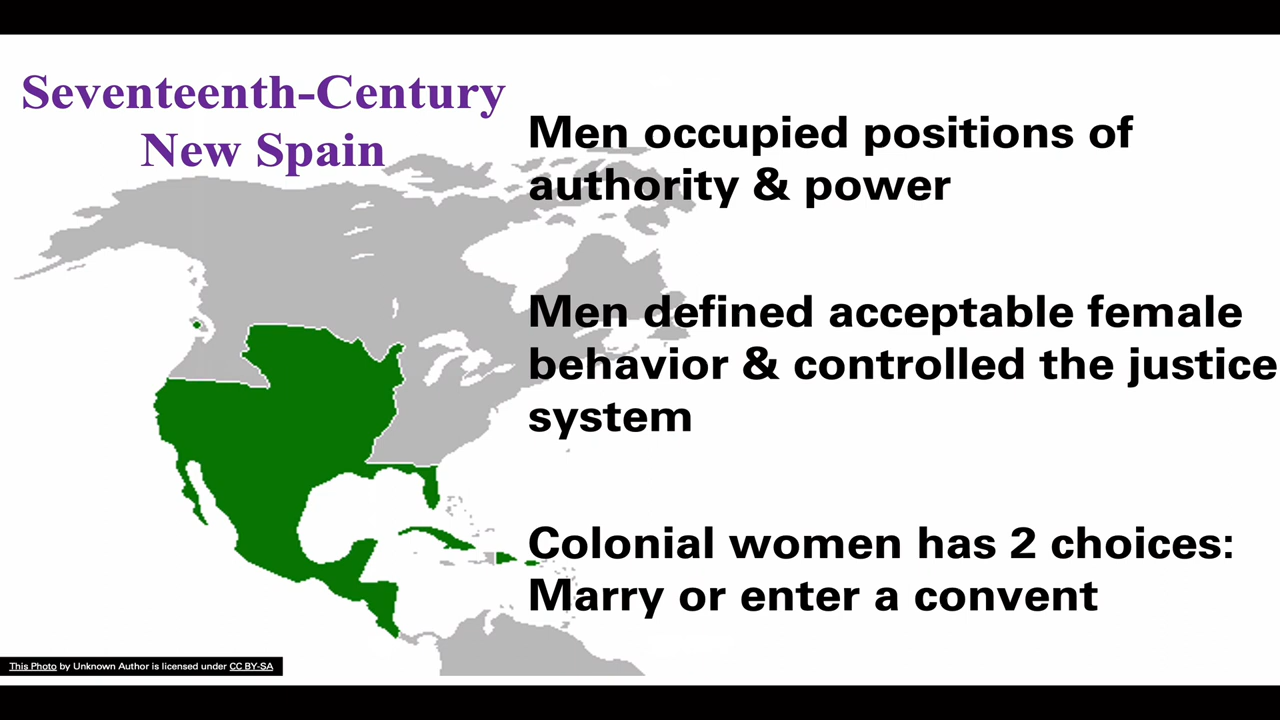 Seventeenth-Century
New Spain
Men occupied positions of
authority & power
Men defined acceptable female
behavior & controlled the justice
system
Colonial women has 2 choices:
Marry or enter a convent
This Photo by Unknown Author is licensed under CC BY-SA